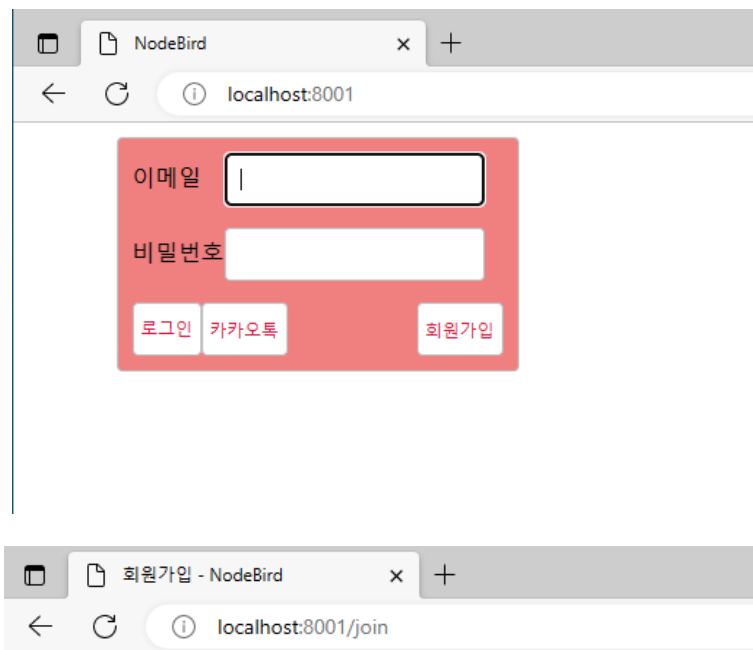 NodeBird
localhost:8001
이메일
비밀번호
로그인 카카오톡 회원가입
회원가입 - NodeBird
localhost:8001/join